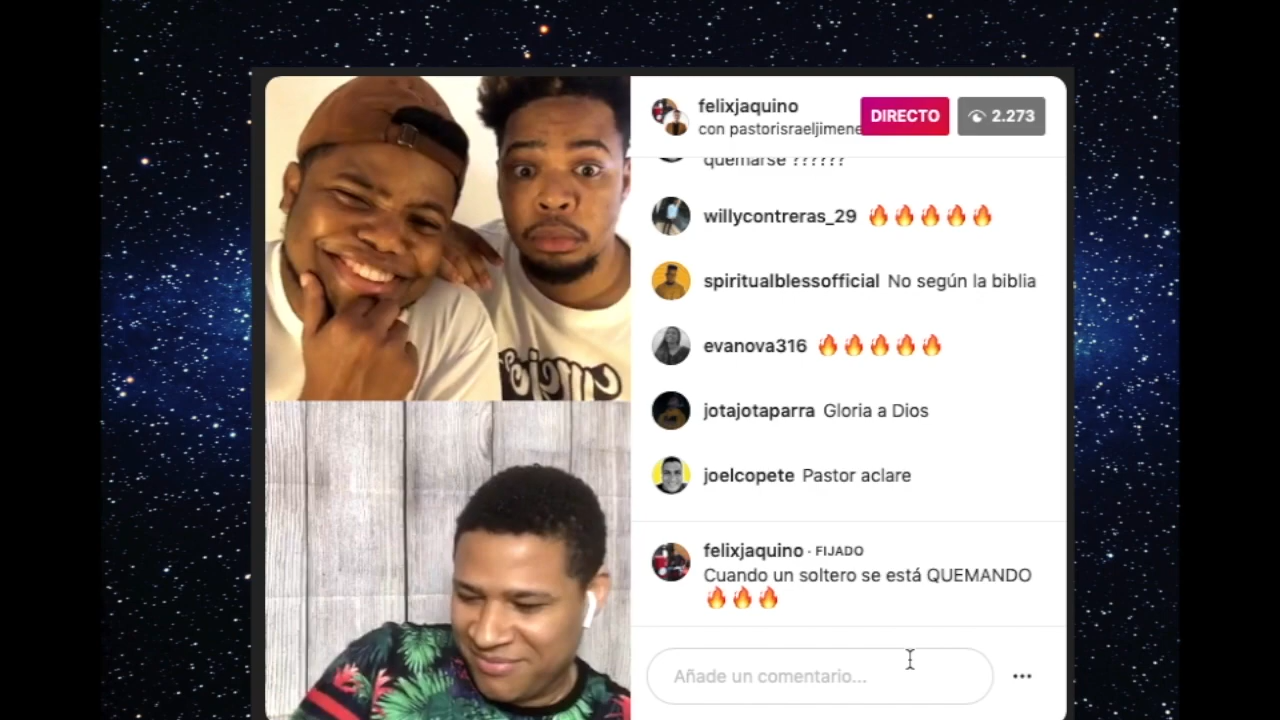 felixjaquino
con pastorisraeljimene
DIRECTO
2.273
quemarse ??????
willycontreras_29 🔥🔥🔥🔥🔥
spiritualblessofficial No según la biblia
evanova316 🔥🔥🔥🔥🔥
jotajotaparra Gloria a Dios
joelcopete Pastor aclare
felixjaquino · FIJADO
Cuando un soltero se está QUEMANDO
🔥🔥🔥
Añade un comentario...